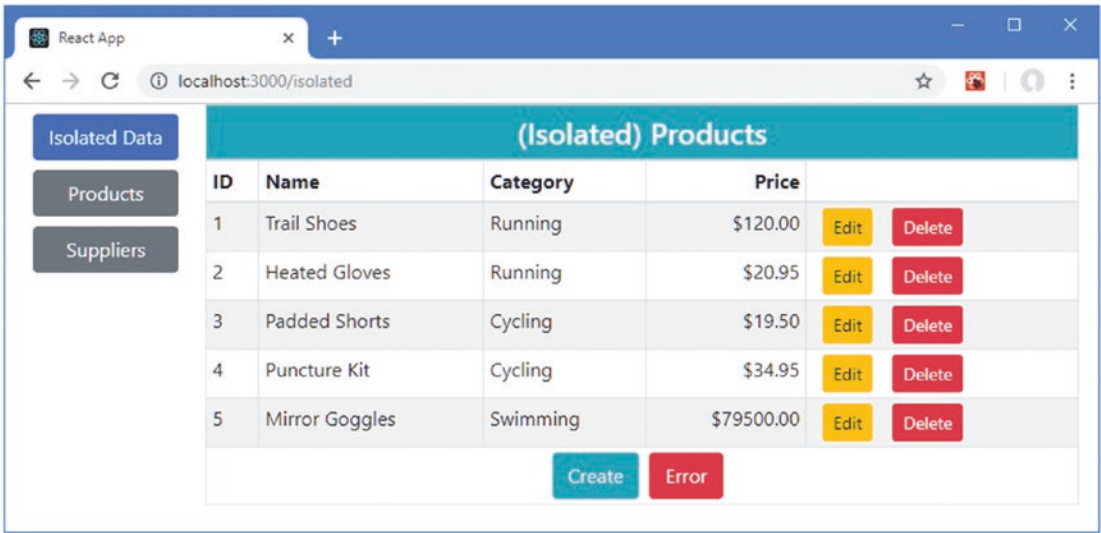 React App
localhost:3000/isolated
Isolated Data
Products
Suppliers
(Isolated) Products
ID Name Category Price
1 Trail Shoes Running $120.00 Edit Delete
2 Heated Gloves Running $20.95 Edit Delete
3 Padded Shorts Cycling $19.50 Edit Delete
4 Puncture Kit Cycling $34.95 Edit Delete
5 Mirror Goggles Swimming $79500.00 Edit Delete
Create Error